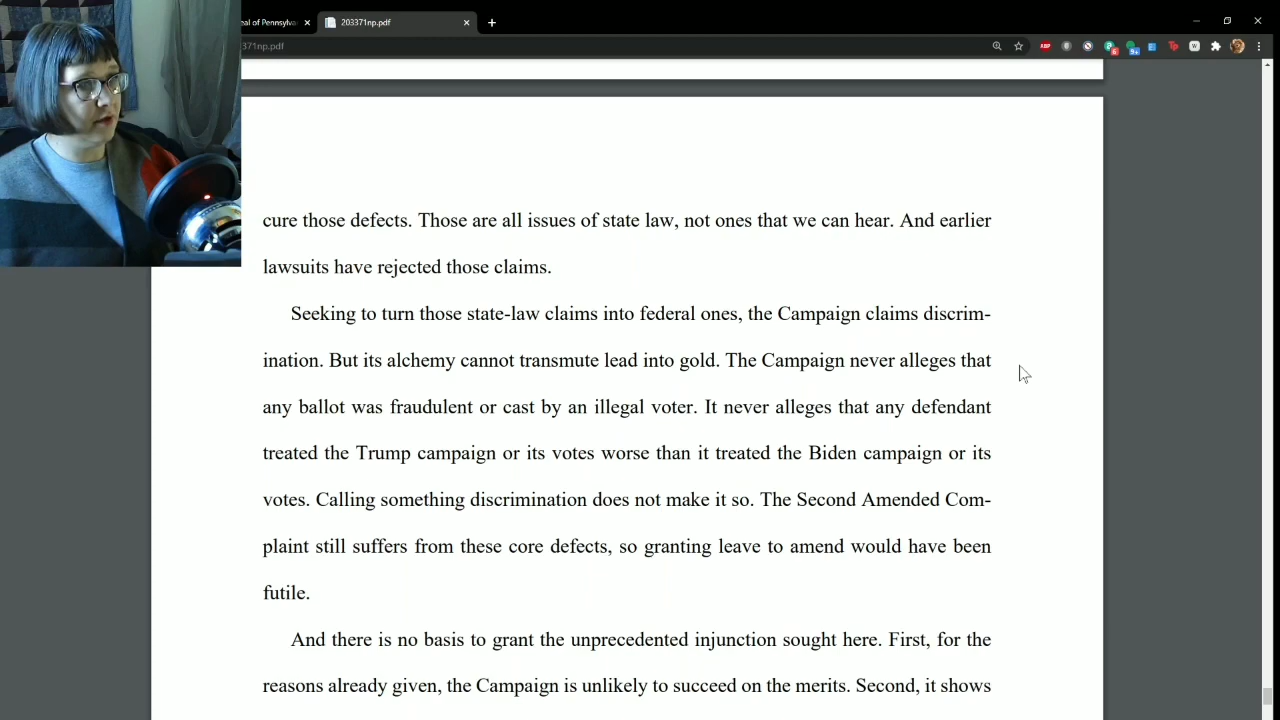 eal of Pennsylva
203371np.pdf
371np.pdf
cure those defects. Those are all issues of state law, not ones that we can hear. And earlier
lawsuits have rejected those claims.
Seeking to turn those state-law claims into federal ones, the Campaign claims discrim-
ination. But its alchemy cannot transmute lead into gold. The Campaign never alleges that
any ballot was fraudulent or cast by an illegal voter. It never alleges that any defendant
treated the Trump campaign or its votes worse than it treated the Biden campaign or its
votes. Calling something discrimination does not make it so. The Second Amended Com-
plaint still suffers from these core defects, so granting leave to amend would have been
futile.
And there is no basis to grant the unprecedented injunction sought here. First, for the
reasons already given, the Campaign is unlikely to succeed on the merits. Second, it shows